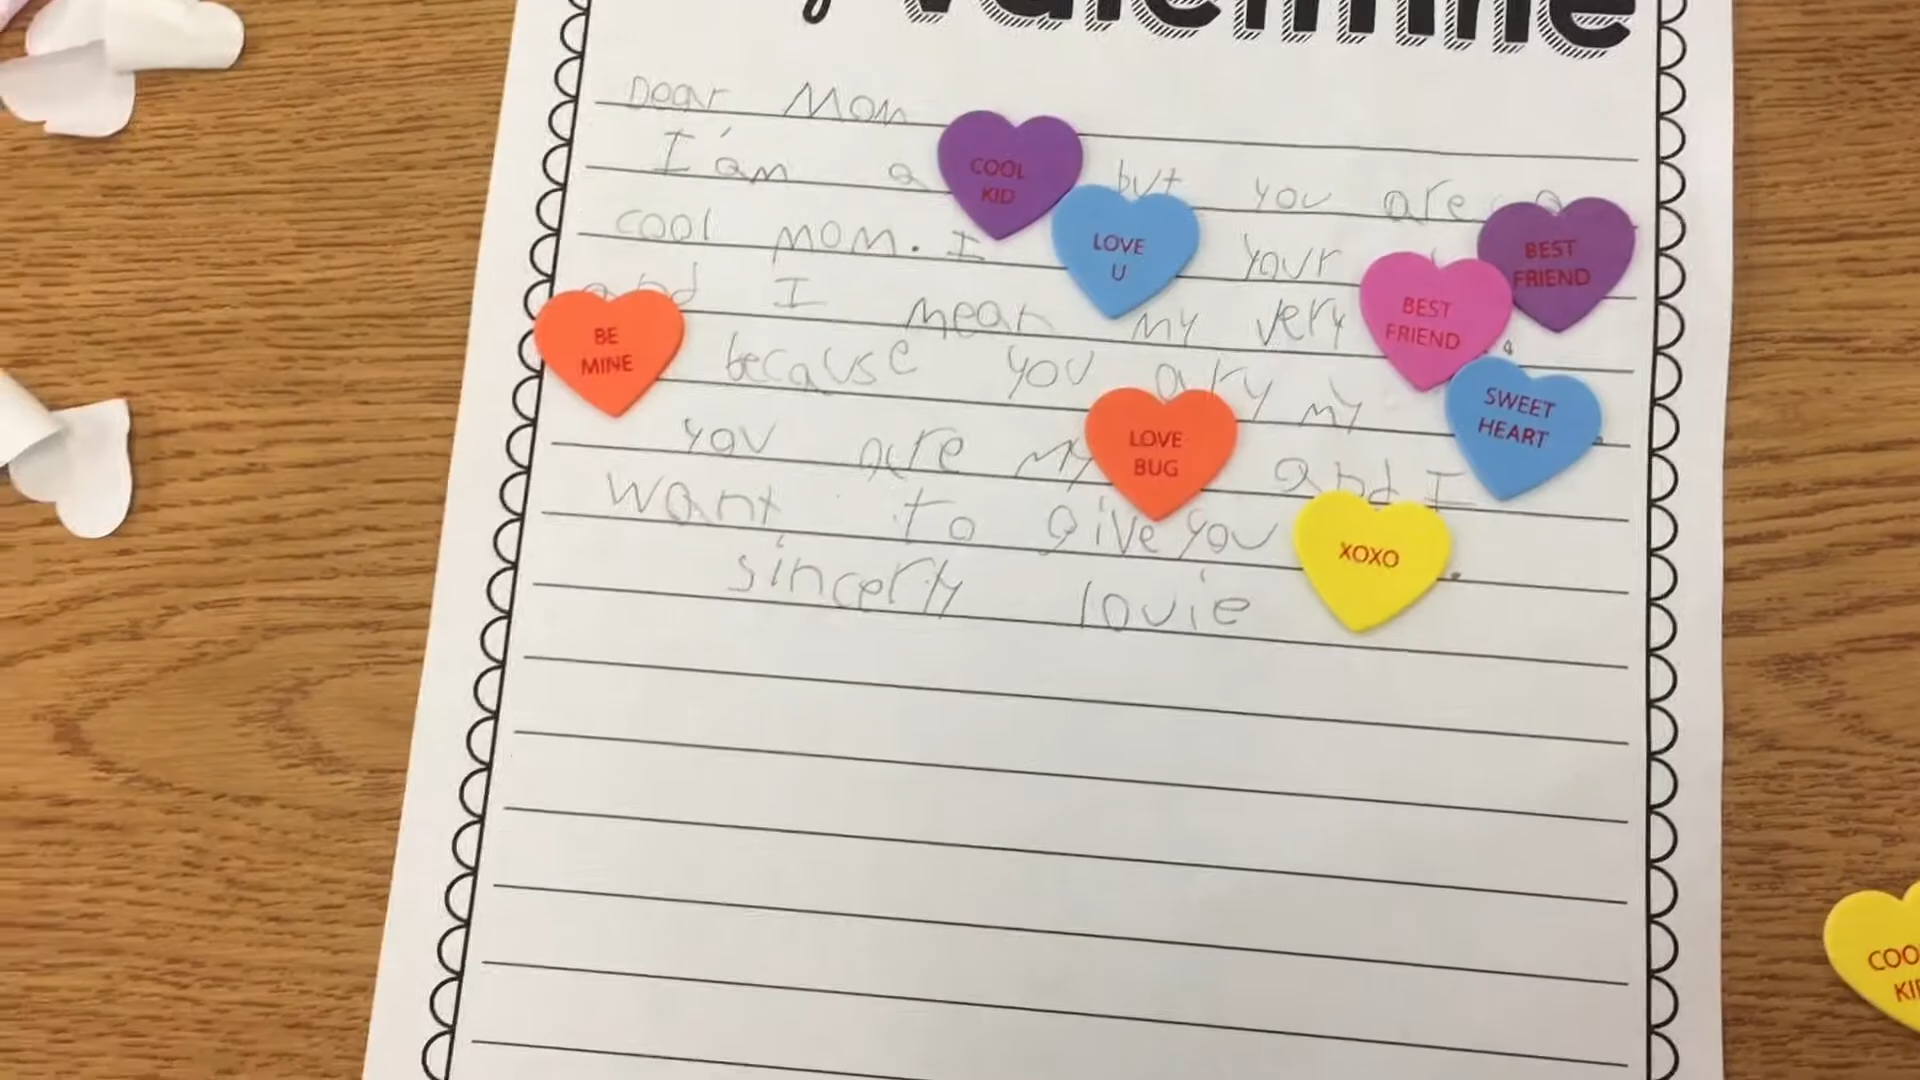 Valentine
Dear Mom
I am a COOL KID but you are a
cool mom. I LOVE U your BEST FRIEND
and I mean my very BEST FRIEND
BE MINE because you ary my SWEET HEART.
you are my LOVE BUG and I
want to give you XOXO.
sincerly louie
COO
KI